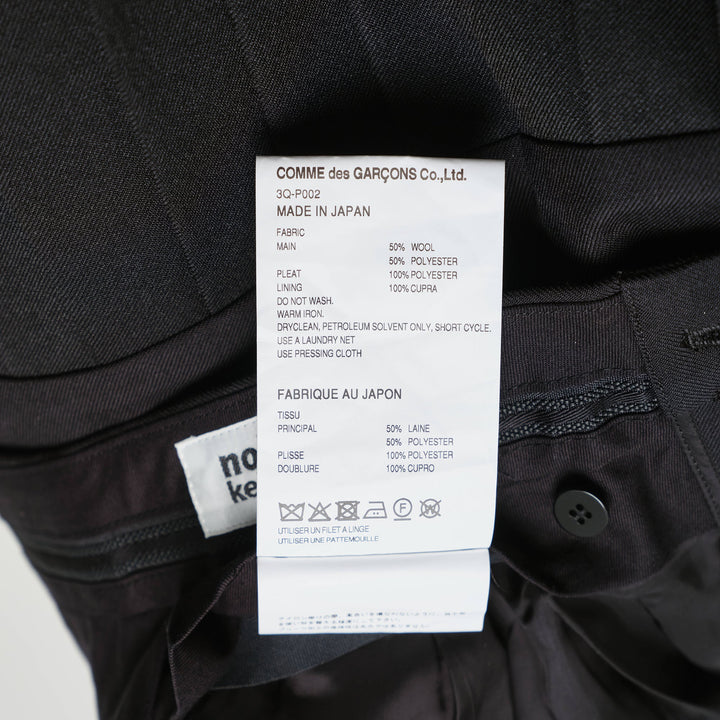 COMME des GARÇONS Co.,Ltd.
3Q-P002
MADE IN JAPAN
FABRIC
MAIN 50% WOOL
50% POLYESTER
PLEAT 100% POLYESTER
LINING 100% CUPRA
DO NOT WASH.
WARM IRON.
DRYCLEAN, PETROLEUM SOLVENT ONLY, SHORT CYCLE.
USE A LAUNDRY NET
USE PRESSING CLOTH
FABRIQUE AU JAPON
TISSU
PRINCIPAL 50% LAINE
50% POLYESTER
PLISSE 100% POLYESTER
DOUBLURE 100% CUPRO
UTILISER UN FILET A LINGE
UTILISER UNE PATTEMOUILLE
no
ke